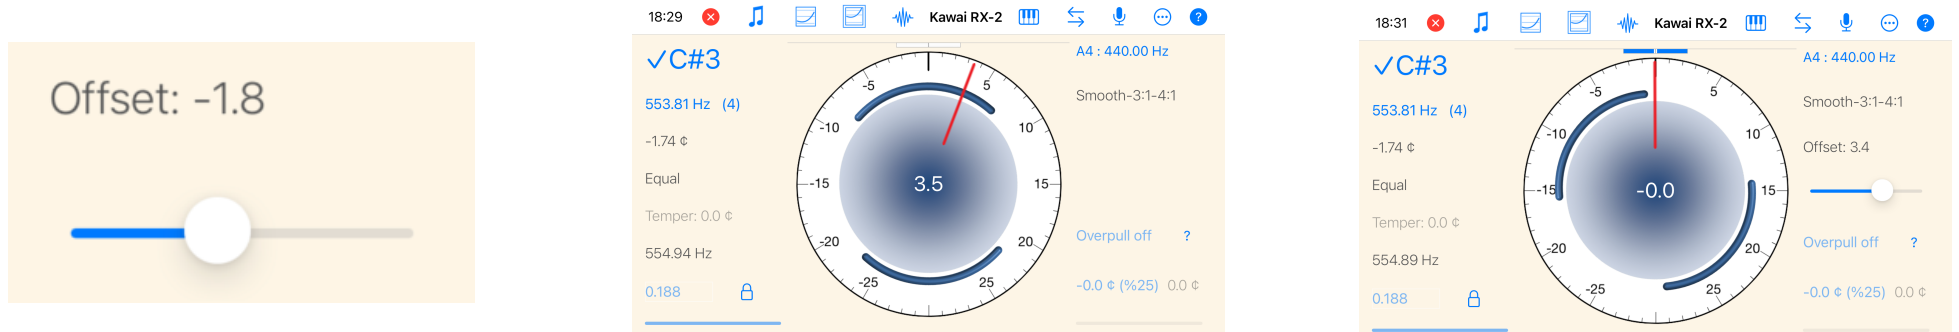 Offset: -1.8
18:29
Kawai RX-2
?
✓C#3
553.81 Hz (4)
-1.74 ¢
Equal
Temper: 0.0 ¢
554.94 Hz
0.188
-5
5
-10
10
-15
15
-20
20
-25
25
3.5
A4 : 440.00 Hz
Smooth-3:1-4:1
Overpull off ?
-0.0 ¢ (%25) 0.0 ¢
18:31
Kawai RX-2
?
✓C#3
553.81 Hz (4)
-1.74 ¢
Equal
Temper: 0.0 ¢
554.89 Hz
0.188
-5
5
-10
10
-15
15
-20
20
-25
25
-0.0
A4 : 440.00 Hz
Smooth-3:1-4:1
Offset: 3.4
Overpull off ?
-0.0 ¢ (%25) 0.0 ¢